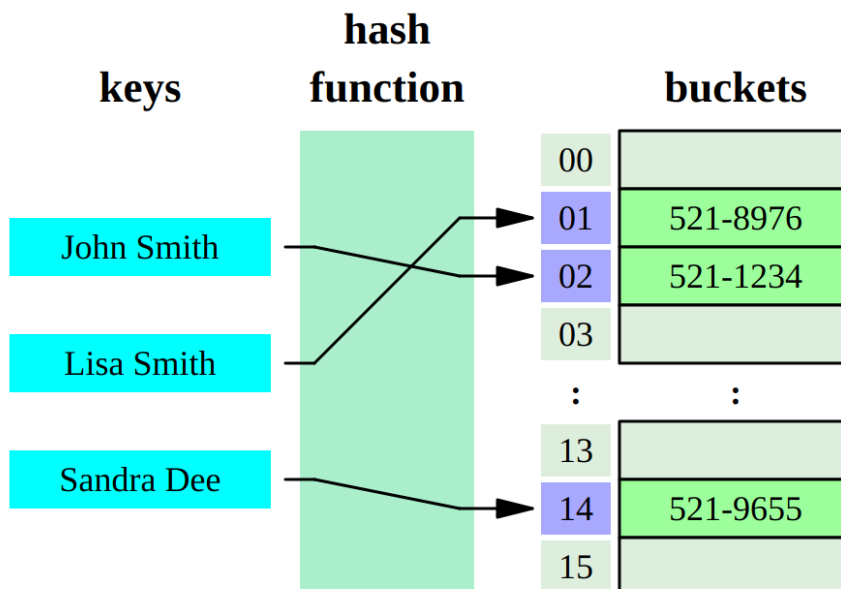 hash
keys function buckets
00
01 521-8976
John Smith
02 521-1234
03
Lisa Smith
: :
13
Sandra Dee
14 521-9655
15